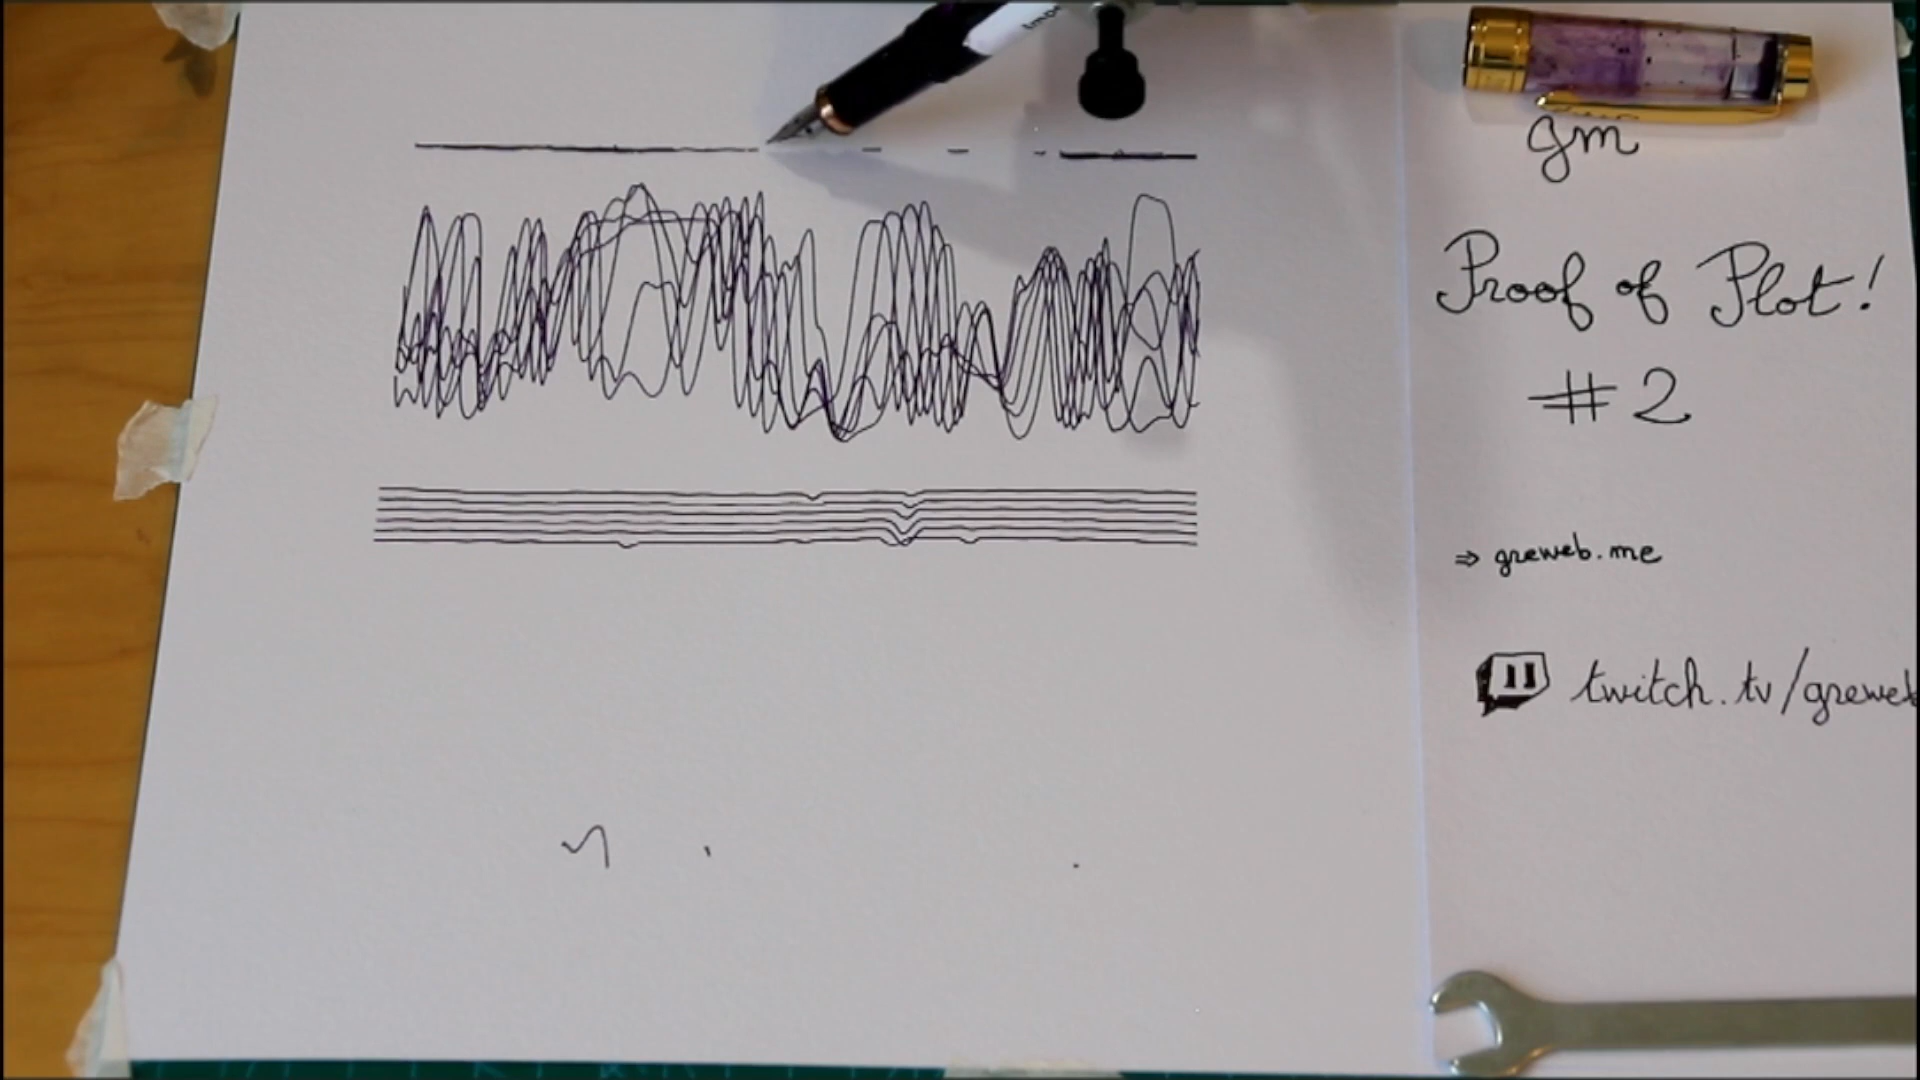 gm
Proof of Plot!
#2
⇒ greweb.me
twitch.tv/greweb